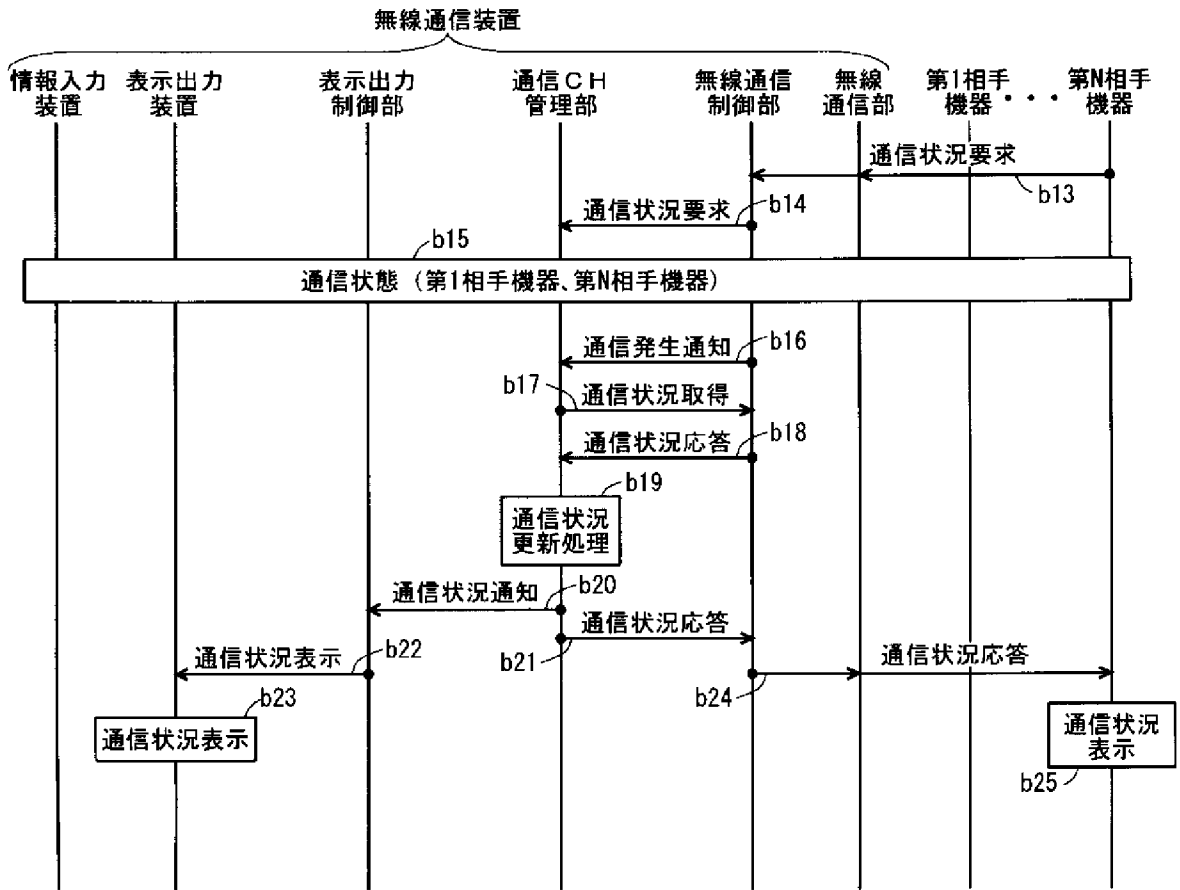 無線通信装置
情報入力
装置
表示出力
装置
表示出力
制御部
通信CH
管理部
無線通信
制御部
無線
通信部
第1相手
機器
・・・
第N相手
機器
通信状況要求
b13
通信状況要求
b14
b15
通信状態(第1相手機器、第N相手機器)
通信発生通知
b16
b17
通信状況取得
通信状況応答
b18
b19
通信状況
更新処理
通信状況通知
b20
通信状況応答
b21
通信状況表示
b22
通信状況応答
b24
b23
通信状況表示
通信状況
表示
b25